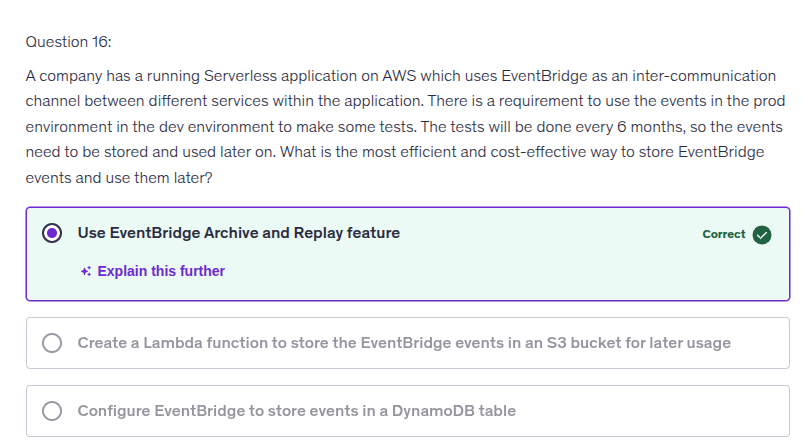 Question 16:
A company has a running Serverless application on AWS which uses EventBridge as an inter-communication
channel between different services within the application. There is a requirement to use the events in the prod
environment in the dev environment to make some tests. The tests will be done every 6 months, so the events
need to be stored and used later on. What is the most efficient and cost-effective way to store EventBridge
events and use them later?
Use EventBridge Archive and Replay feature
Correct
Explain this further
Create a Lambda function to store the EventBridge events in an S3 bucket for later usage
Configure EventBridge to store events in a DynamoDB table